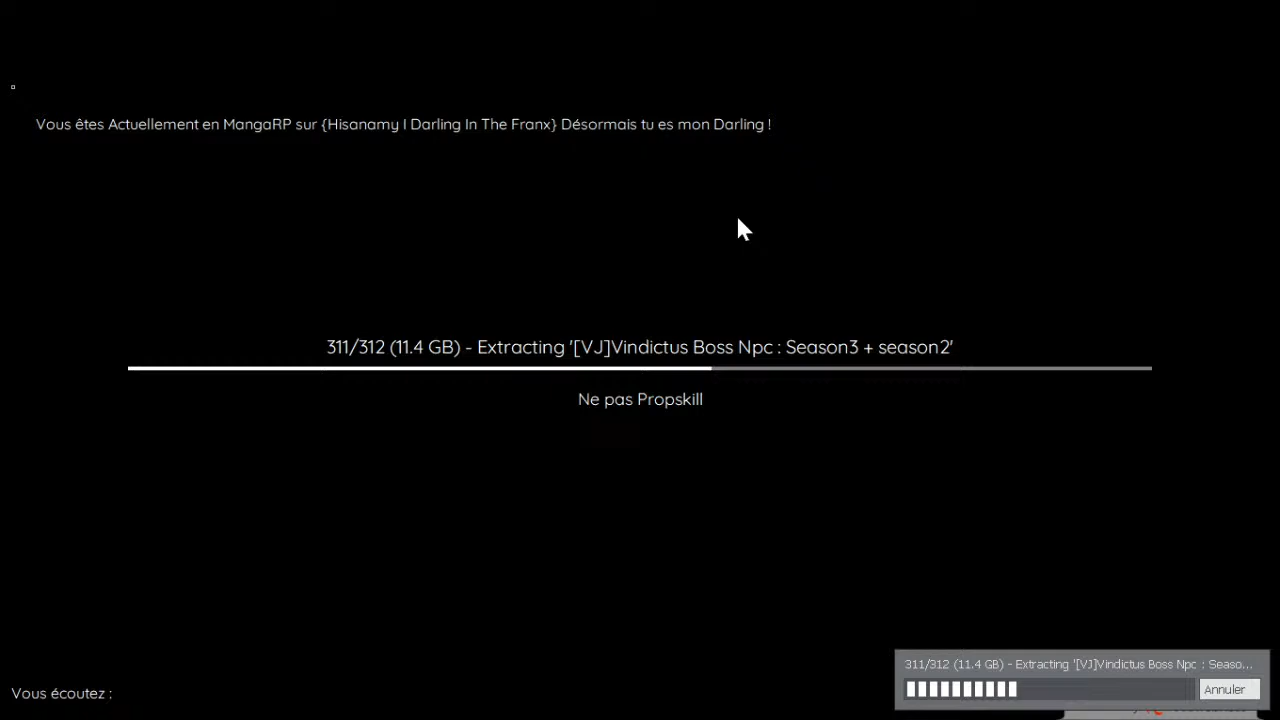 Vous êtes Actuellement en MangaRP sur {Hisanamy I Darling In The Franx} Désormais tu es mon Darling !
311/312 (11.4 GB) - Extracting '[VJ]Vindictus Boss Npc : Season3 + season2'
Ne pas Propskill
311/312 (11.4 GB) - Extracting '[VJ]Vindictus Boss Npc : Seaso...
Annuler
Vous écoutez :